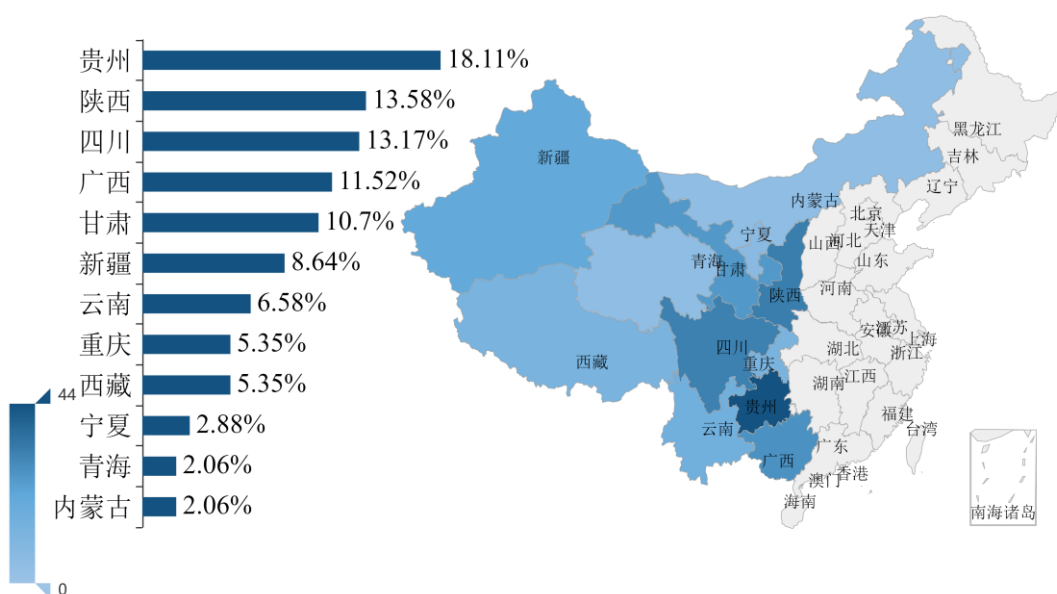 贵州 18.11%
陕西 13.58%
四川 13.17%
广西 11.52%
甘肃 10.7%
新疆 8.64%
云南 6.58%
重庆 5.35%
西藏 5.35%
宁夏 2.88%
青海 2.06%
内蒙古 2.06%
44
0
黑龙江
吉林
辽宁
新疆
内蒙古
北京
天津
宁夏
山西
河北
青海
甘肃
山东
陕西
河南
安徽
江苏
上海
四川
湖北
浙江
西藏
重庆
湖南
江西
贵州
福建
云南
台湾
广东
广西
香港
澳门
海南
南海诸岛